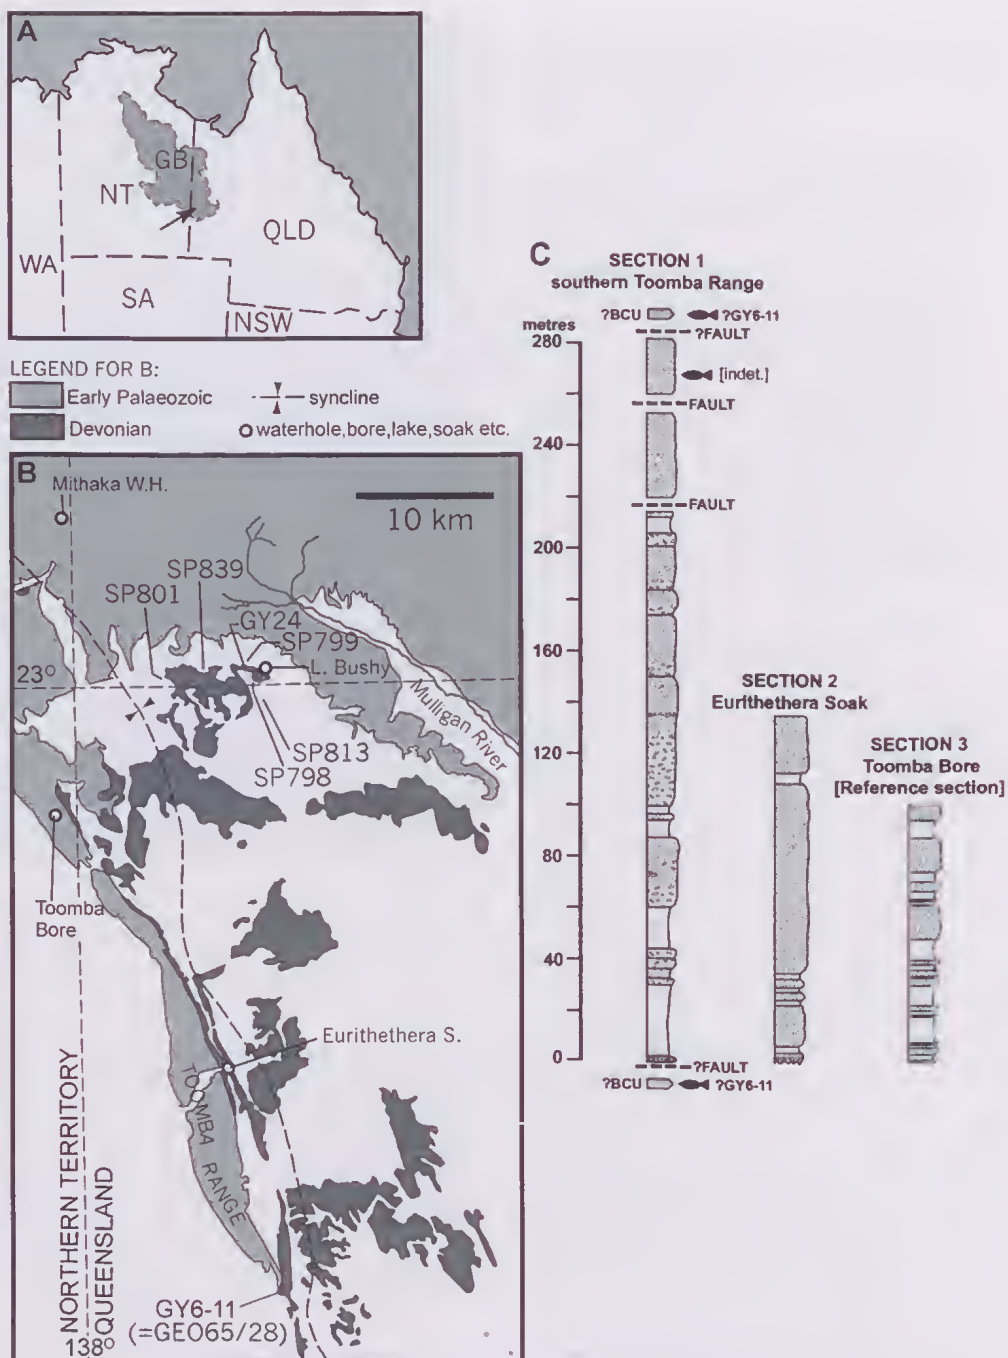 A
GB
NT
QLD
WA
SA
NSW
LEGEND FOR B:
Early Palaeozoic
syncline
Devonian
waterhole,bore,lake,soak etc.
B
Mithaka W.H.
10 km
SP839
SP801
GY24
SP799
L. Bushy
23°
Mulligan River
SP813
SP798
Toomba
Bore
Eurithethera S.
TOOMBA RANGE
NORTHERN TERRITORY
QUEENSLAND
GY6-11
(=GEO65/28)
138°
C
SECTION 1
southern Toomba Range
?BCU ?GY6-11
metres
?FAULT
280
[indet.]
FAULT
240
FAULT
200
160
120
80
40
0
?FAULT
?BCU ?GY6-11
SECTION 2
Eurithethera Soak
SECTION 3
Toomba Bore
[Reference section]